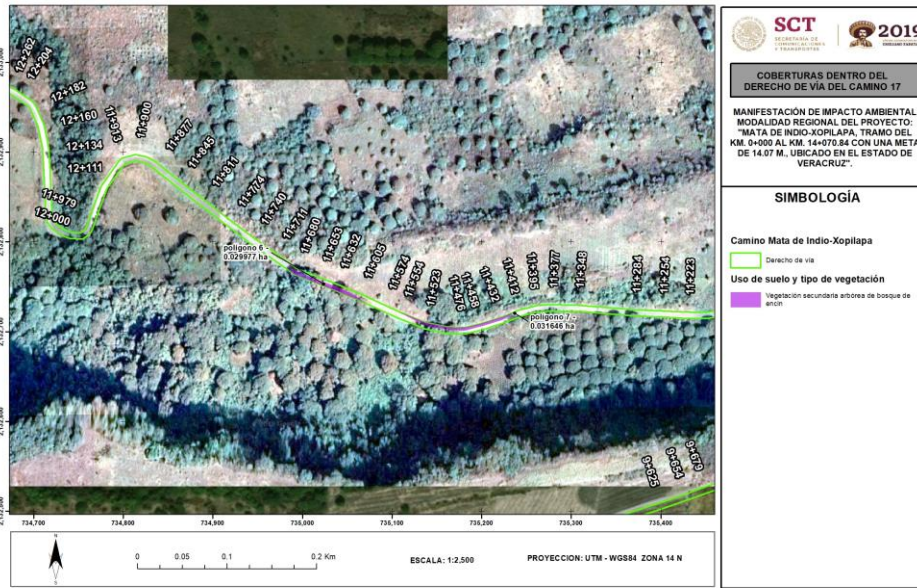 SCT
SECRETARÍA DE
COMUNICACIONES
Y TRANSPORTES
2019
COBERTURAS DENTRO DEL
DERECHO DE VÍA DEL CAMINO 17
MANIFESTACIÓN DE IMPACTO AMBIENTAL
MODALIDAD REGIONAL DEL PROYECTO:
"MATA DE INDIO-XOPILAPA, TRAMO DEL
KM. 0+000 AL KM. 14+070.84 CON UNA META
DE 14.07 M., UBICADO EN EL ESTADO DE
VERACRUZ".
SIMBOLOGÍA
Camino Mata de Indio-Xopilapa
Derecho de vía
Uso de suelo y tipo de vegetación
Vegetación secundaria arbórea de bosque de
encin
12+262
12+204
12+182
12+160
12+134
12+111
11+979
12+000
11+913
11+900
11+877
11+845
11+811
11+774
11+740
11+711
11+680
11+653
11+632
11+605
11+574
11+554
11+523
11+476
11+458
11+432
11+412
11+395
11+377
11+348
11+284
11+254
11+223
polígono 6 -
0.029977 ha
polígono 7 -
0.031646 ha
9+625
9+654
9+679
734,700
734,800
734,900
735,000
735,100
735,200
735,300
735,400
N
S
0
0.05
0.1
0.2 Km
ESCALA: 1:2,500
PROYECCION: UTM - WGS84 ZONA 14 N